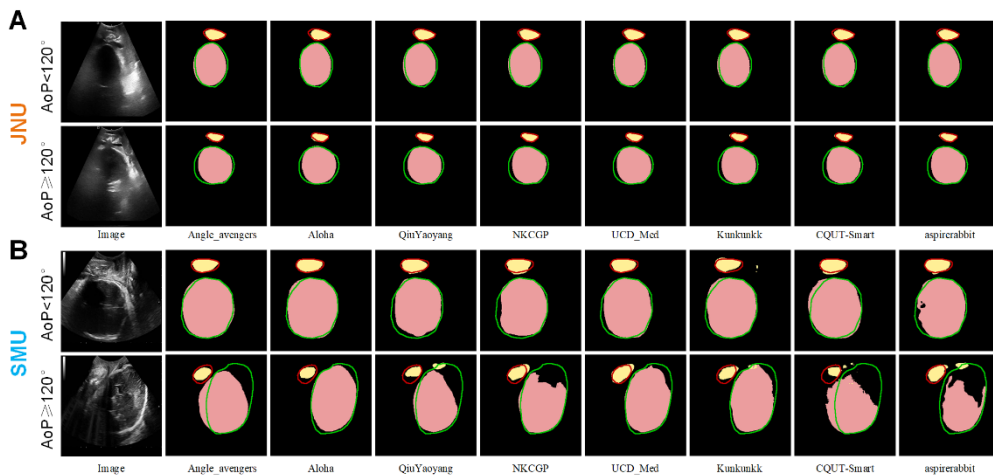 A
JNU
AoP<120°
AoP≥120°
Image Angle_avengers Aloha QiuYaoyang NKCGP UCD_Med Kunkunkk CQUT-Smart aspirerabbit
B
SMU
AoP<120°
AoP≥120°
Image Angle_avengers Aloha QiuYaoyang NKCGP UCD_Med Kunkunkk CQUT-Smart aspirerabbit